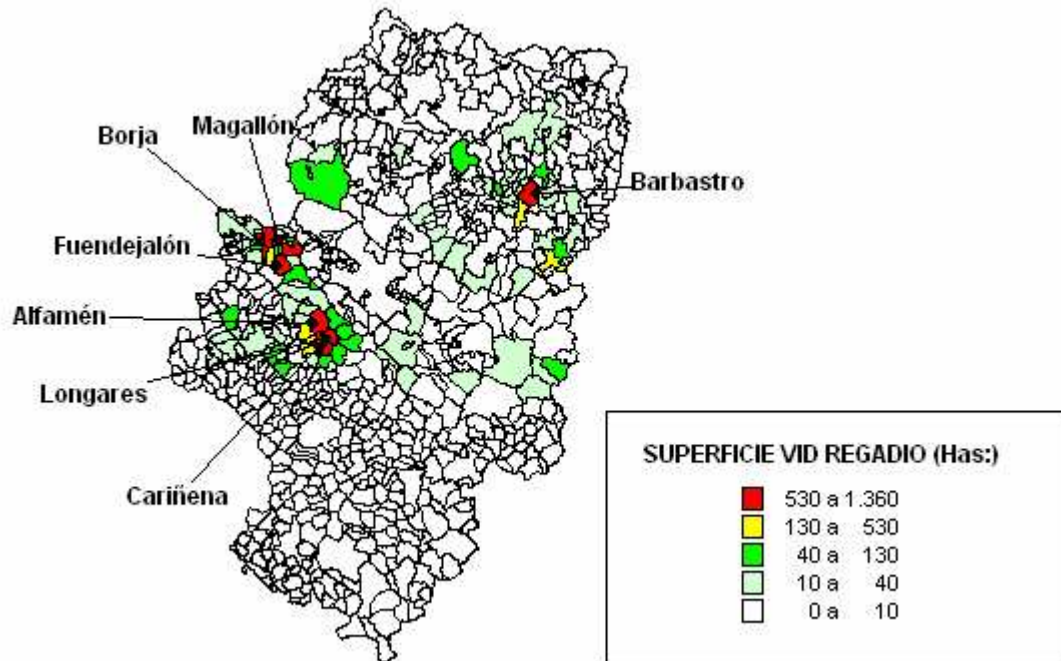 Borja
Magallón
Barbastro
Fuendejalón
Alfamén
Longares
Cariñena
SUPERFICIE VID REGADIO (Has:)
530 a 1.360
130 a 530
40 a 130
10 a 40
0 a 10